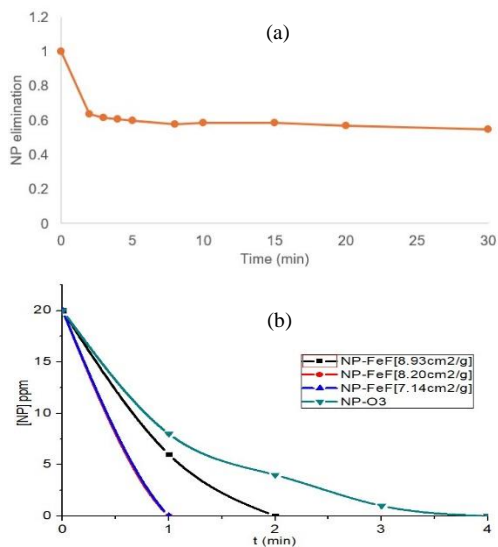 (a)
1.2
1
0.8
0.6
0.4
0.2
0
NP elimination
0 5 10 15 20 25 30
Time (min)
(b)
20
15
10
5
0
[NP] ppm
NP-FeF[8.93cm2/g]
NP-FeF[8.20cm2/g]
NP-FeF[7.14cm2/g]
NP-O3
0 1 2 3 4
t (min)